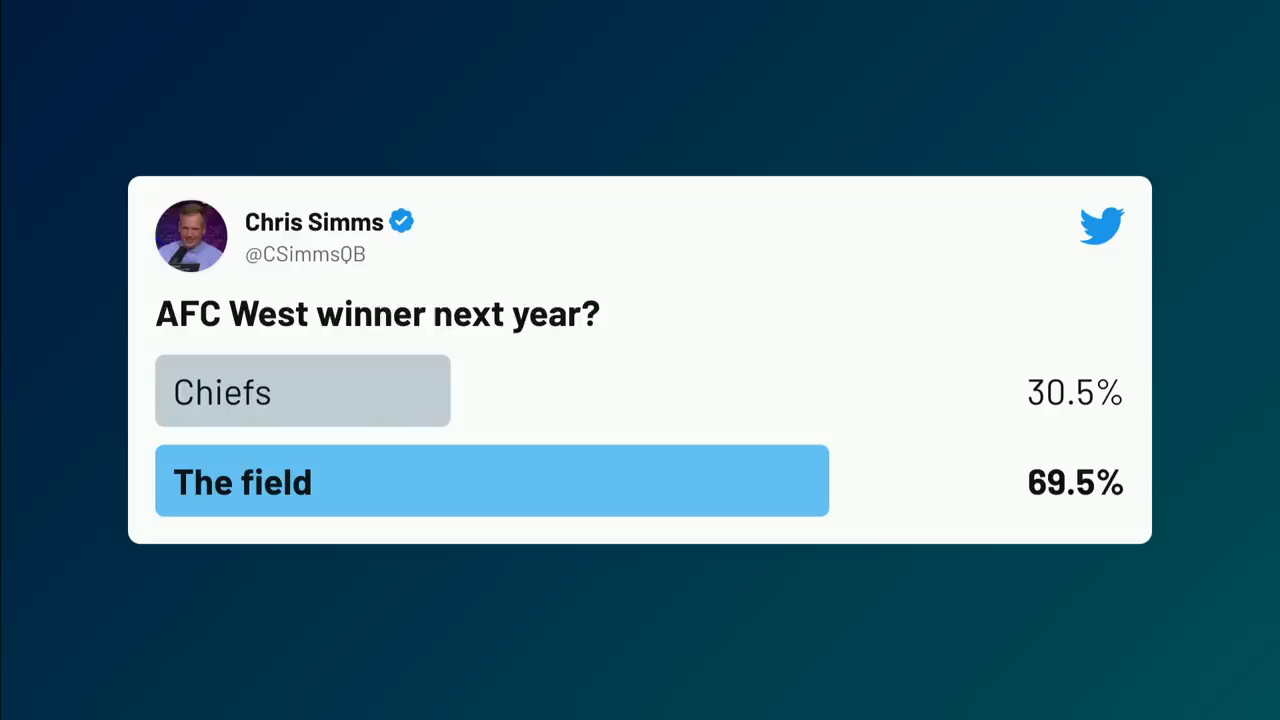 Chris Simms
@CSimmsQB
AFC West winner next year?
Chiefs 30.5%
The field 69.5%